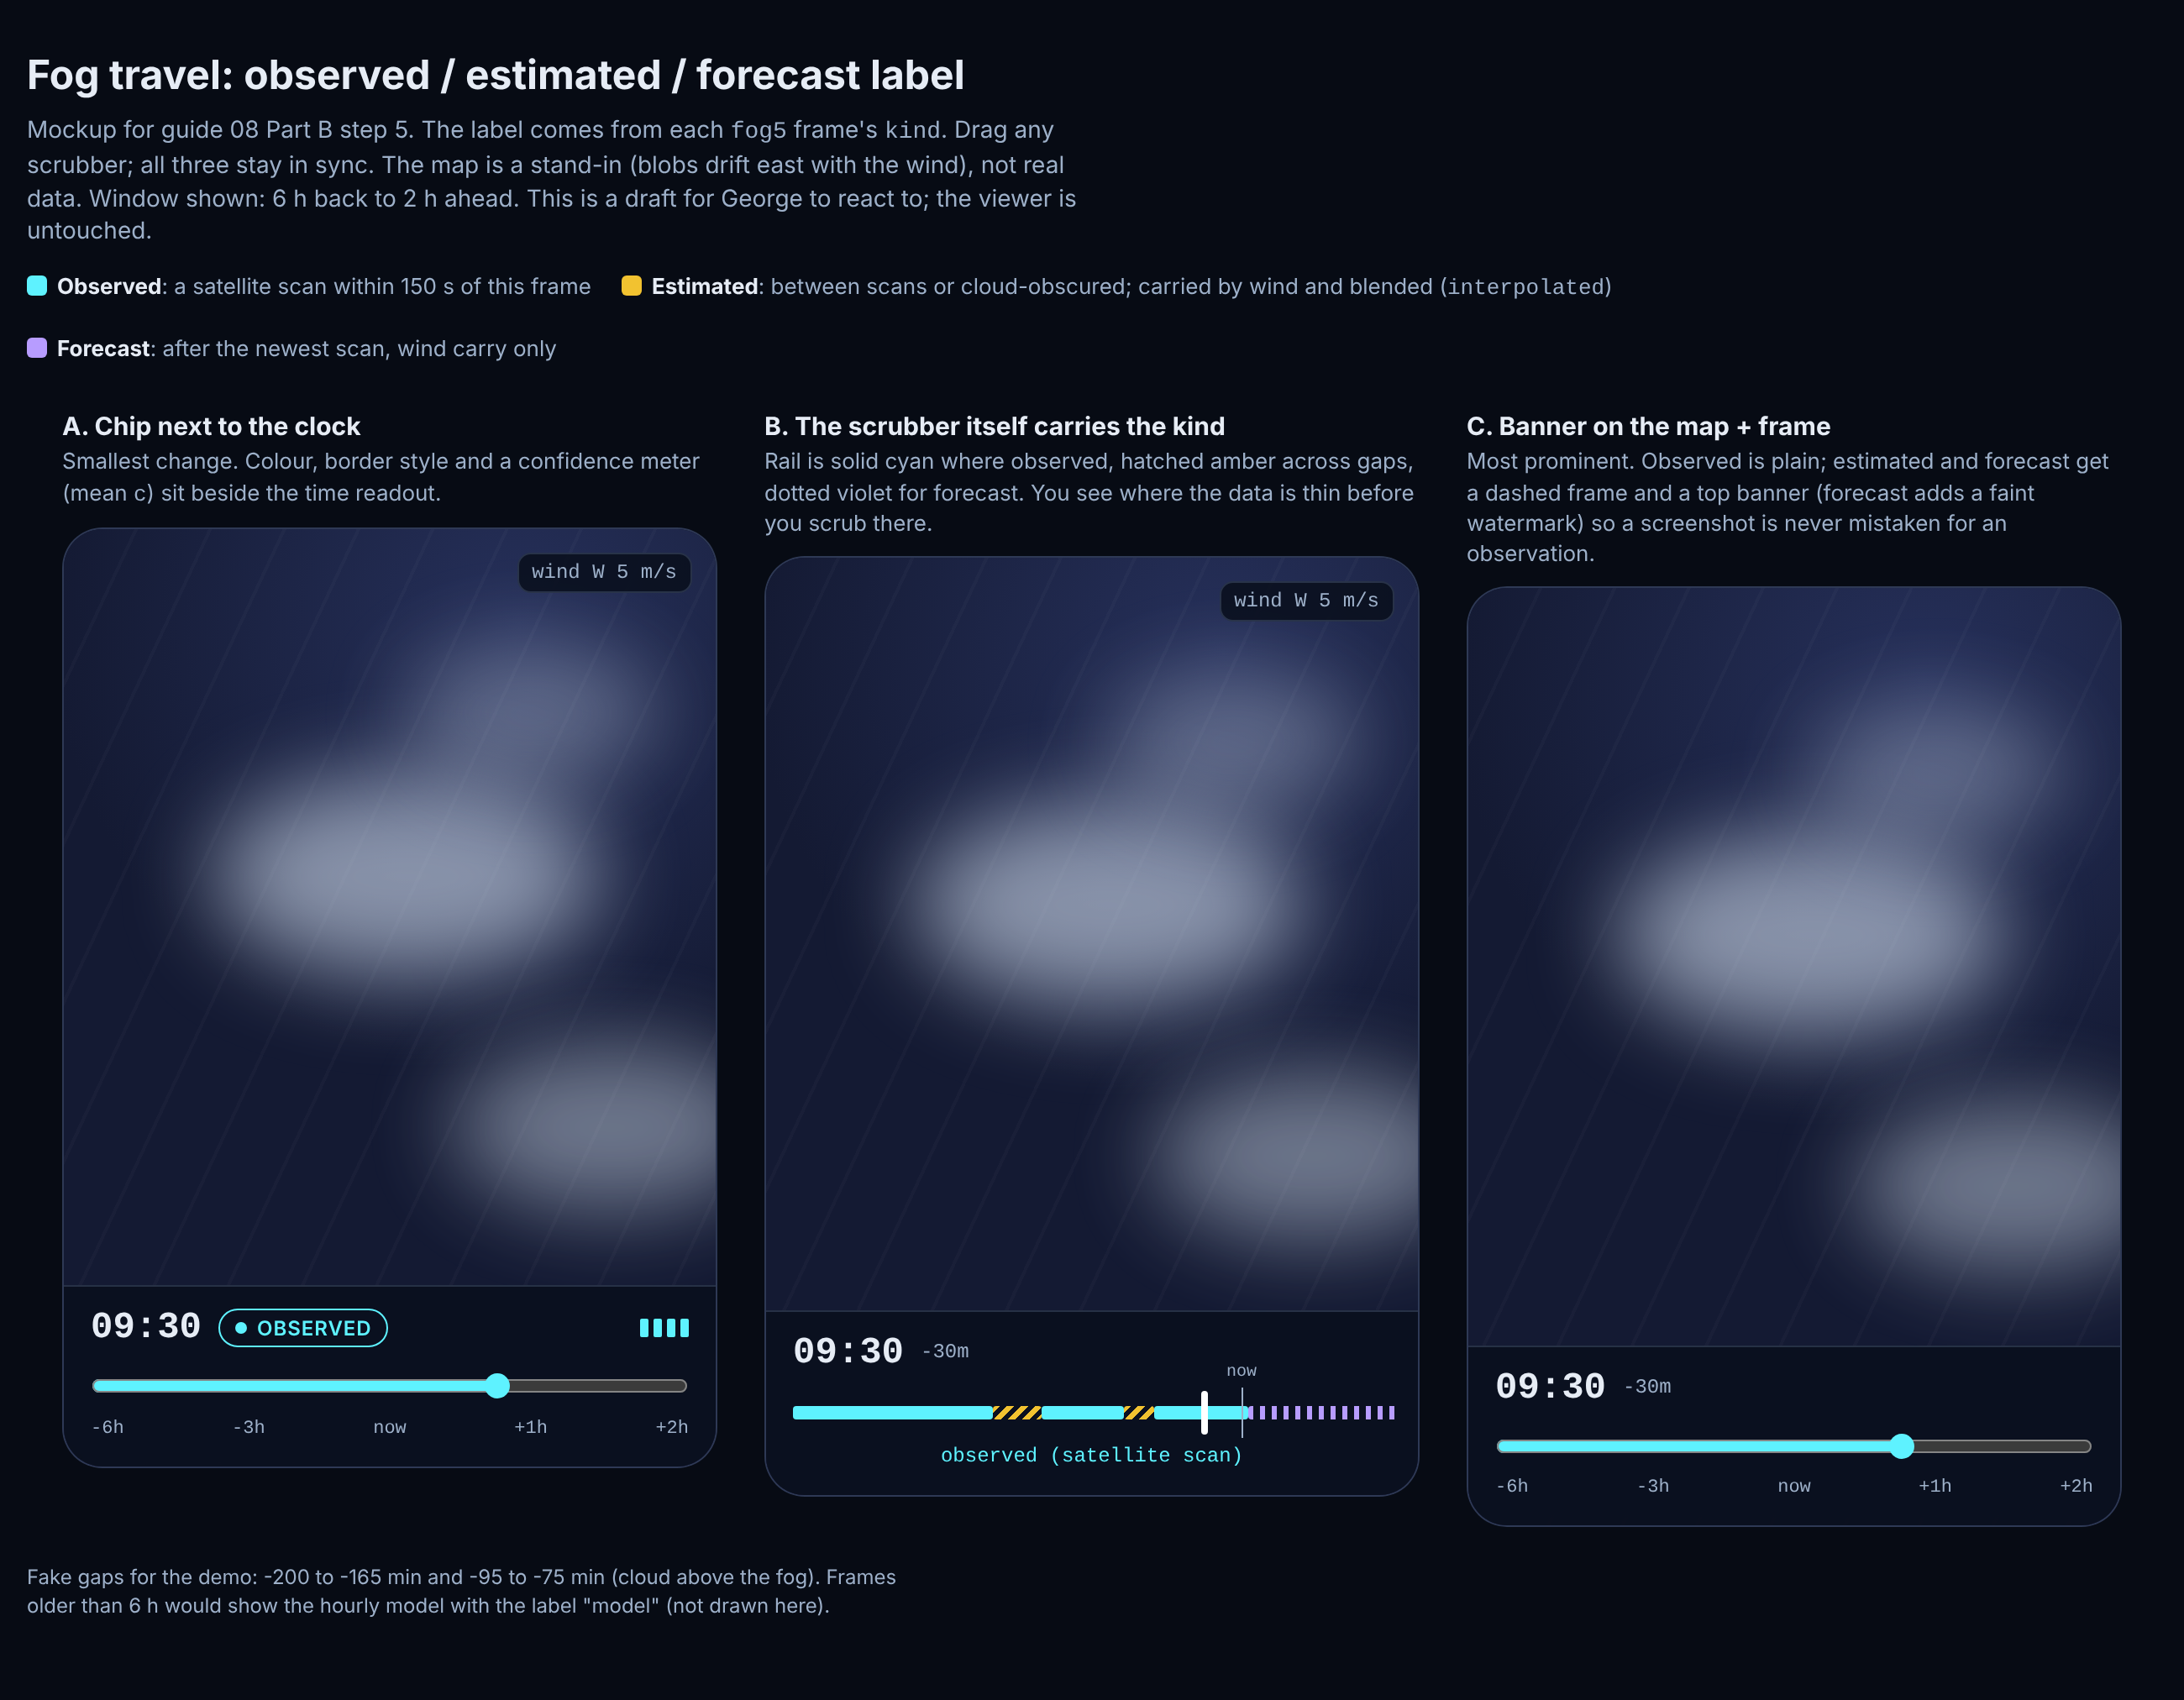 Fog travel: observed / estimated / forecast label
Mockup for guide 08 Part B step 5. The label comes from each fog5 frame's kind. Drag any
scrubber; all three stay in sync. The map is a stand-in (blobs drift east with the wind), not real
data. Window shown: 6 h back to 2 h ahead. This is a draft for George to react to; the viewer is
untouched.
Observed: a satellite scan within 150 s of this frame
Estimated: between scans or cloud-obscured; carried by wind and blended (interpolated)
Forecast: after the newest scan, wind carry only
A. Chip next to the clock
Smallest change. Colour, border style and a confidence meter
(mean c) sit beside the time readout.
wind W 5 m/s
09:30
OBSERVED
-6h -3h now +1h +2h
B. The scrubber itself carries the kind
Rail is solid cyan where observed, hatched amber across gaps,
dotted violet for forecast. You see where the data is thin before
you scrub there.
wind W 5 m/s
09:30 -30m
now
observed (satellite scan)
C. Banner on the map + frame
Most prominent. Observed is plain; estimated and forecast get
a dashed frame and a top banner (forecast adds a faint
watermark) so a screenshot is never mistaken for an
observation.
09:30 -30m
-6h -3h now +1h +2h
Fake gaps for the demo: -200 to -165 min and -95 to -75 min (cloud above the fog). Frames
older than 6 h would show the hourly model with the label "model" (not drawn here).